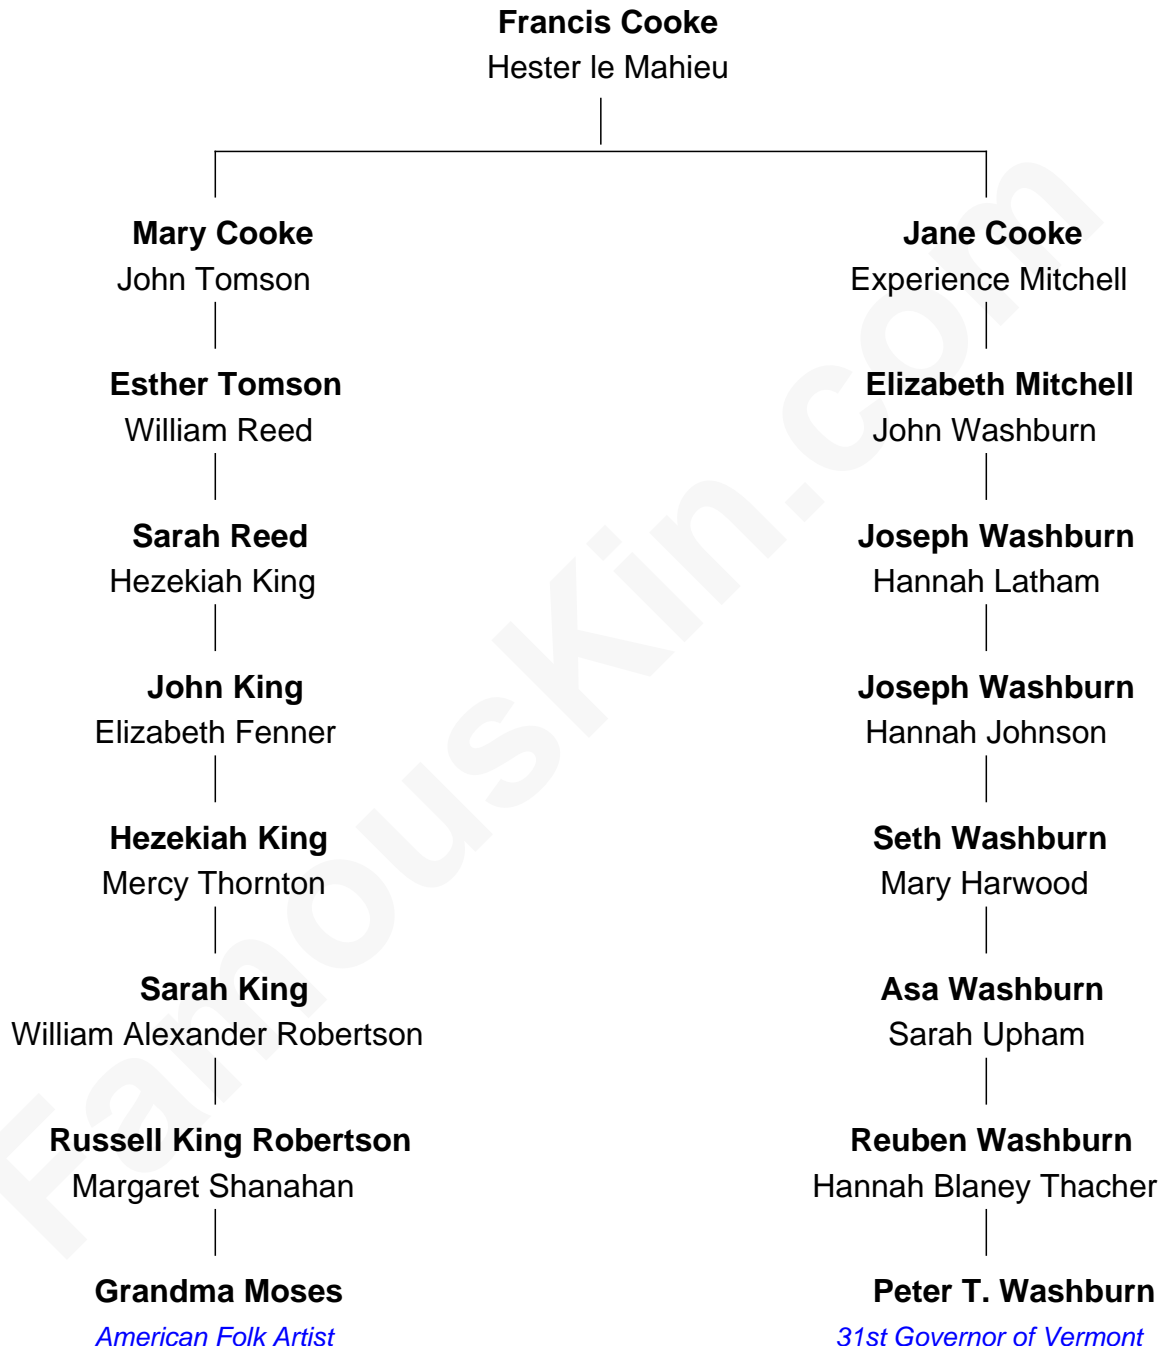 Francis Cooke
Hester le Mahieu
Mary Cooke
John Tomson
Jane Cooke
Experience Mitchell
Esther Tomson
William Reed
Elizabeth Mitchell
John Washburn
Sarah Reed
Hezekiah King
Joseph Washburn
Hannah Latham
John King
Elizabeth Fenner
Joseph Washburn
Hannah Johnson
Hezekiah King
Mercy Thornton
Seth Washburn
Mary Harwood
Sarah King
William Alexander Robertson
Asa Washburn
Sarah Upham
Russell King Robertson
Margaret Shanahan
Reuben Washburn
Hannah Blaney Thacher
Grandma Moses
American Folk Artist
Peter T. Washburn
31st Governor of Vermont
FamousKin.com